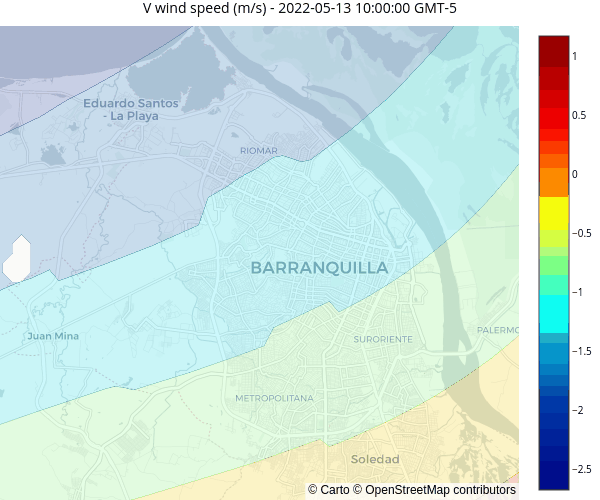 V wind speed (m/s) - 2022-05-13 10:00:00 GMT-5
1
Eduardo Santos
- La Playa
0.5
RIOMAR
0
−0.5
BARRANQUILLA
−1
Juan Mina
SURORIENTE
PALERMO
−1.5
METROPOLITANA
−2
Soledad
−2.5
© Carto © OpenStreetMap contributors